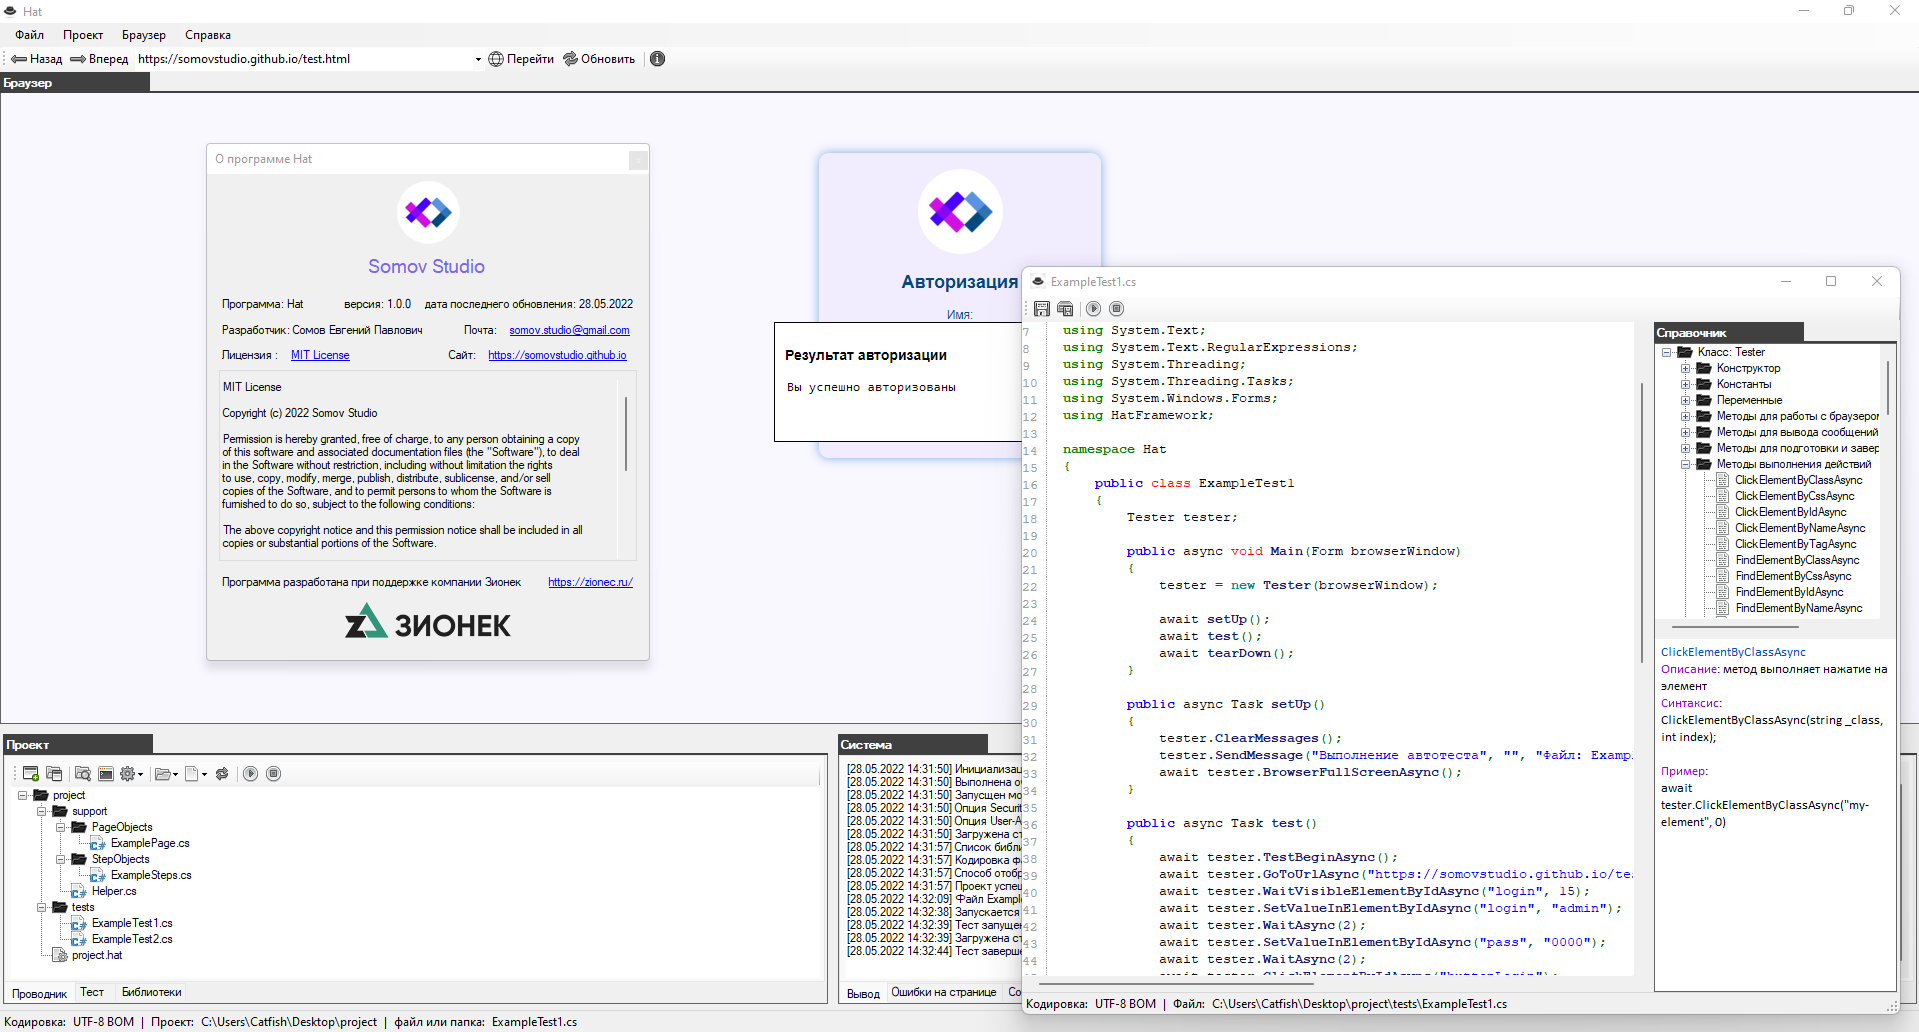 Hat
Файл Проект Браузер Справка
Назад Вперед https://somovstudio.github.io/test.html Перейти Обновить
Браузер
О программе Hat
Somov Studio
Программа: Hat версия: 1.0.0 дата последнего обновления: 28.05.2022
Разработчик: Сомов Евгений Павлович Почта: somov.studio@gmail.com
Лицензия : MIT License Сайт: https://somovstudio.github.io
MIT License
Copyright (c) 2022 Somov Studio
Permission is hereby granted, free of charge, to any person obtaining a copy
of this software and associated documentation files (the "Software"), to deal
in the Software without restriction, including without limitation the rights
to use, copy, modify, merge, publish, distribute, sublicense, and/or sell
copies of the Software, and to permit persons to whom the Software is
furnished to do so, subject to the following conditions:
The above copyright notice and this permission notice shall be included in all
copies or substantial portions of the Software.
Программа разработана при поддержке компании Зионек https://zionec.ru/
ЗИОНЕК
Авторизация
Имя:
Результат авторизации
Вы успешно авторизованы
ExampleTest1.cs
7 using System.Text;
8 using System.Text.RegularExpressions;
9 using System.Threading;
10 using System.Threading.Tasks;
11 using System.Windows.Forms;
12 using HatFramework;
13
14 namespace Hat
15 {
16 public class ExampleTest1
17 {
18 Tester tester;
19
20 public async void Main(Form browserWindow)
21 {
22 tester = new Tester(browserWindow);
23
24 await setUp();
25 await test();
26 await tearDown();
27 }
28
29 public async Task setUp()
30 {
31 tester.ClearMessages();
32 tester.SendMessage("Выполнение автотеста", "", "Файл: Examp
33 await tester.BrowserFullScreenAsync();
34 }
35
36 public async Task test()
37 {
38 await tester.TestBeginAsync();
39 await tester.GoToUrlAsync("https://somovstudio.github.io/te
40 await tester.WaitVisibleElementByIdAsync("login", 15);
41 await tester.SetValueInElementByIdAsync("login", "admin");
42 await tester.WaitAsync(2);
43 await tester.SetValueInElementByIdAsync("pass", "0000");
44 await tester.WaitAsync(2);
await tester.ClickElementByIdAsync("buttonLogin");
Справочник
Класс: Tester
Конструктор
Константы
Переменные
Методы для работы с браузером
Методы для вывода сообщений
Методы для подготовки и завер
Методы выполнения действий
ClickElementByClassAsync
ClickElementByCssAsync
ClickElementByIdAsync
ClickElementByNameAsync
ClickElementByTagAsync
FindElementByClassAsync
FindElementByCssAsync
FindElementByIdAsync
FindElementByNameAsync
ClickElementByClassAsync
Описание: метод выполняет нажатие на
элемент
Синтаксис:
ClickElementByClassAsync(string _class,
int index);
Пример:
await
tester.ClickElementByClassAsync("my-
element", 0)
Кодировка: UTF-8 BOM | Файл: C:\Users\Catfish\Desktop\project\tests\ExampleTest1.cs
Проект
project
support
PageObjects
ExamplePage.cs
StepObjects
ExampleSteps.cs
Helper.cs
tests
ExampleTest1.cs
ExampleTest2.cs
project.hat
Проводник Тест Библиотеки
Система
[28.05.2022 14:31:50] Инициализац
[28.05.2022 14:31:50] Выполнена о
[28.05.2022 14:31:50] Запусщен мо
[28.05.2022 14:31:50] Опция Securit
[28.05.2022 14:31:50] Опция User-A
[28.05.2022 14:31:50] Загружена ст
[28.05.2022 14:31:57] Список библи
[28.05.2022 14:31:57] Кодировка ф
[28.05.2022 14:31:57] Способ отобр
[28.05.2022 14:31:57] Проект успеш
[28.05.2022 14:32:09] Файл Example
[28.05.2022 14:32:38] Запускается
[28.05.2022 14:32:39] Тест запущен
[28.05.2022 14:32:39] Загружена ст
[28.05.2022 14:32:44] Тест заверше
Вывод Ошибки на странице Со
Кодировка: UTF-8 BOM | Проект: C:\Users\Catfish\Desktop\project | файл или папка: ExampleTest1.cs